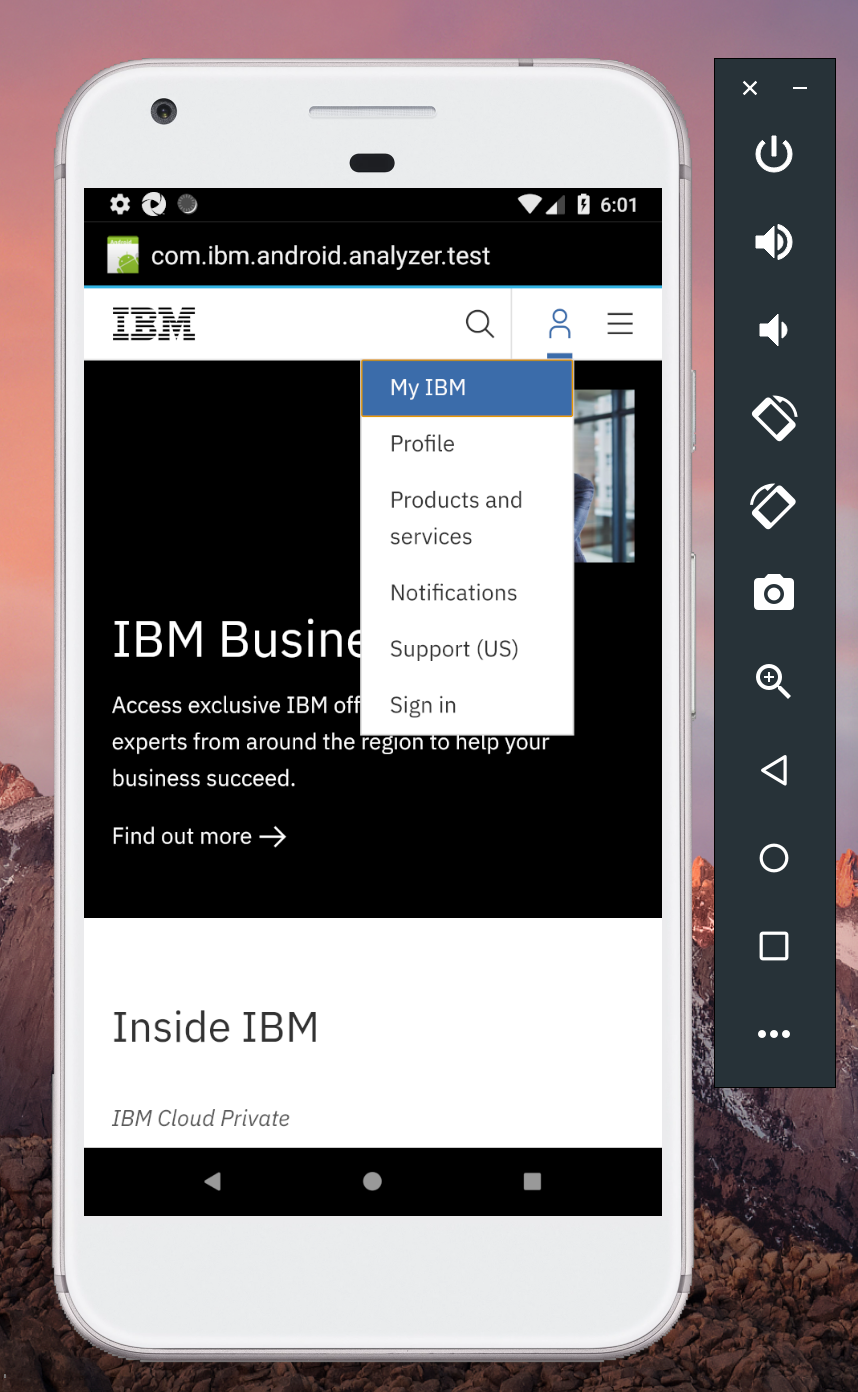 6:01
com.ibm.android.analyzer.test
IBM
My IBM
Profile
Products and
services
Notifications
Support (US)
Sign in
IBM Busine
Access exclusive IBM off
experts from around the region to help your
business succeed.
Find out more →
Inside IBM
IBM Cloud Private